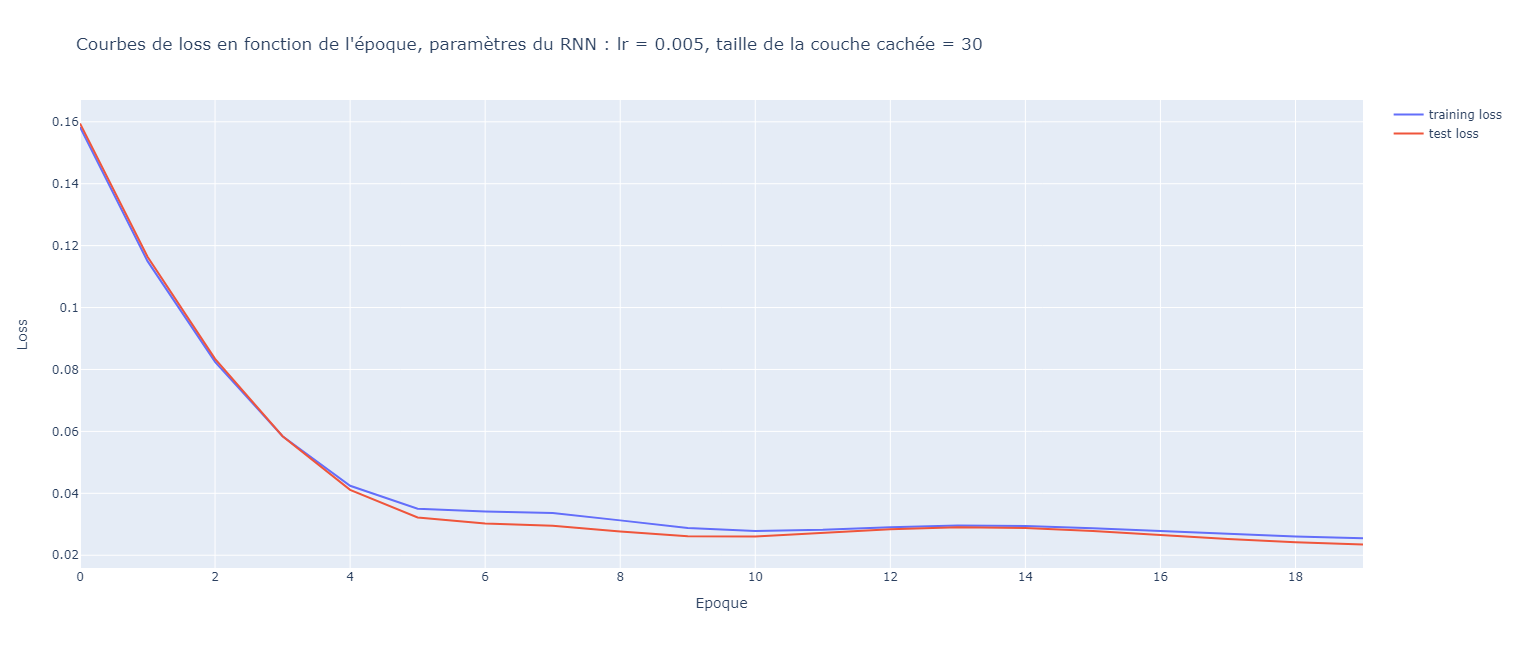 Courbes de loss en fonction de l'époque, paramètres du RNN : lr = 0.005, taille de la couche cachée = 30
training loss
test loss
0.16
0.14
0.12
0.1
0.08
0.06
0.04
0.02
Loss
0 2 4 6 8 10 12 14 16 18
Epoque